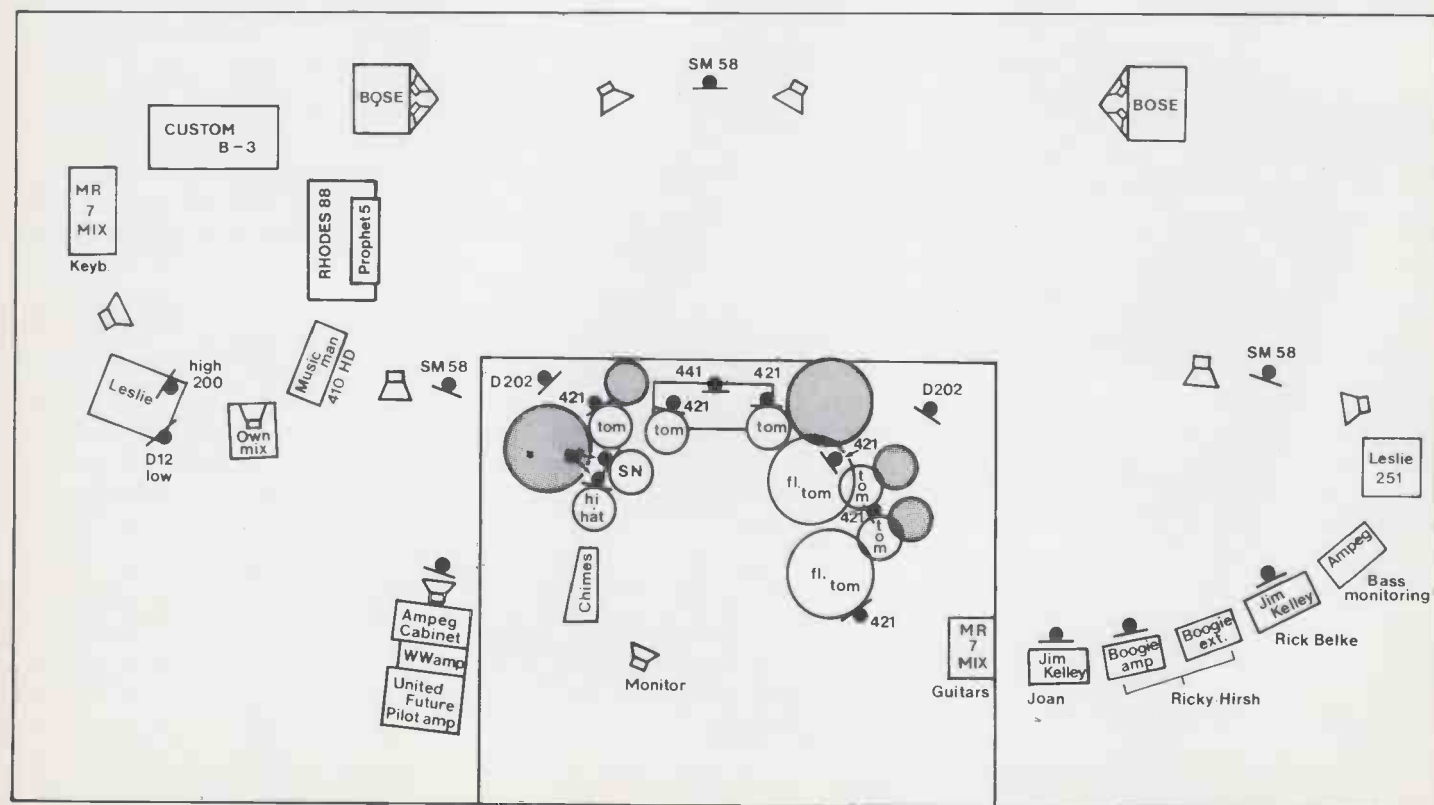 SM 58
BOSE
BOSE
CUSTOM
B-3
MR
7
MIX
Keyb.
RHODES 88
Prophet 5
Music man
410 HD
high
200
Leslie
D12
low
Own
mix
SM 58
SM 58
D202
421
441
421
421
D202
tom
tom
tom
SN
hi
hat
421
fl.
tom
tom
421
tom
fl.
tom
421
Chimes
Monitor
Ampeg
Cabinet
WWamp
United
Future
Pilot amp
MR
7
MIX
Guitars
Leslie
251
Ampeg
Bass
monitoring
Jim
Kelley
Rick Belke
Boogie
ext.
Boogie
amp
Ricky Hirsh
Jim
Kelley
Joan